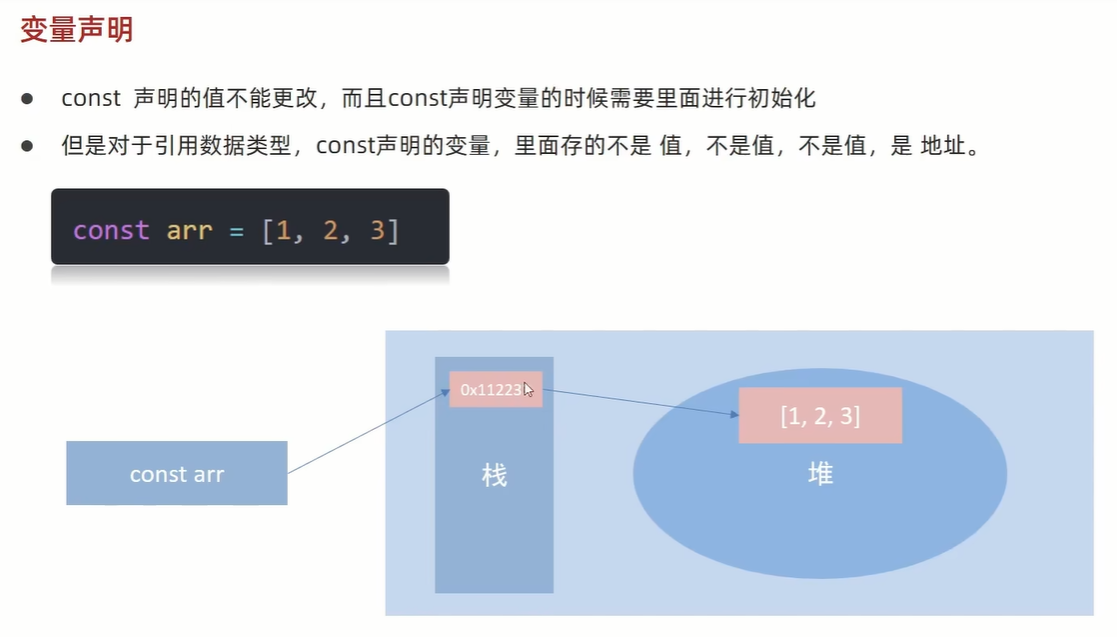 变量声明
const 声明的值不能更改，而且const声明变量的时候需要里面进行初始化
但是对于引用数据类型，const声明的变量，里面存的不是 值，不是值，不是值，是 地址。
const arr = [1, 2, 3]
0x11223
[1, 2, 3]
const arr
栈
堆